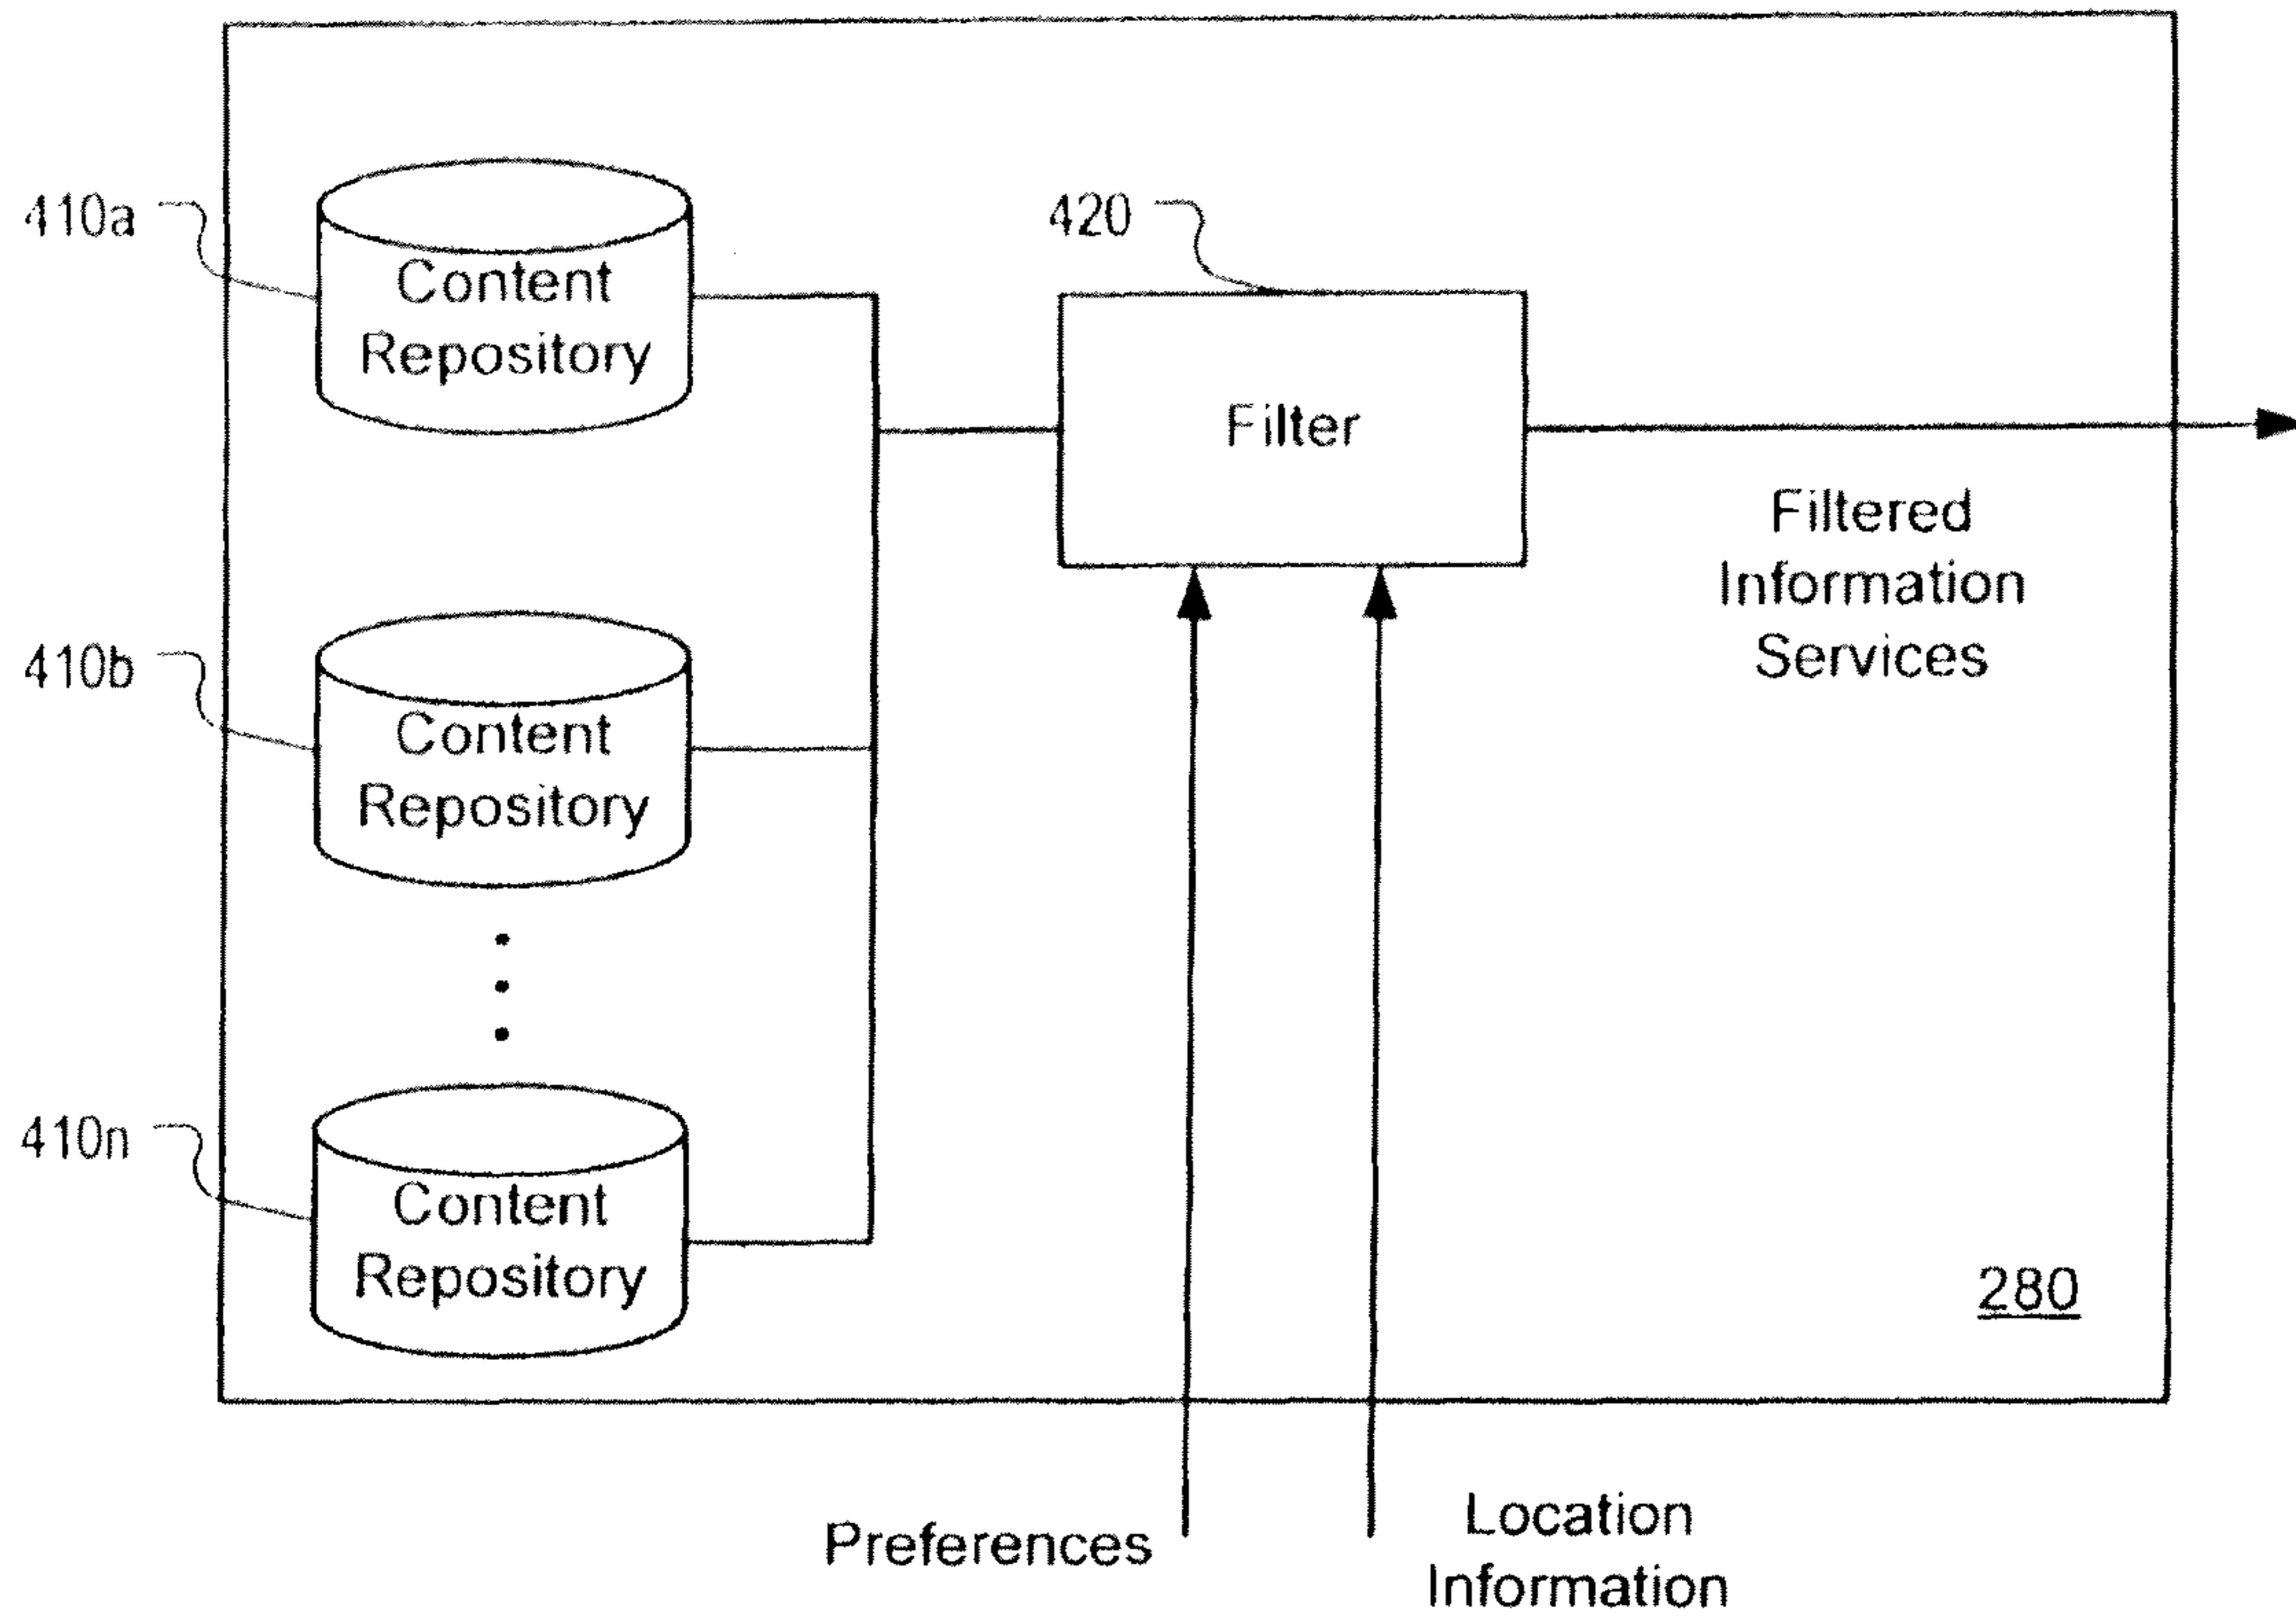 410a
Content
Repository
420
Filter
Filtered
Information
Services
410b
Content
Repository
410n
Content
Repository
280
Preferences
Location
Information